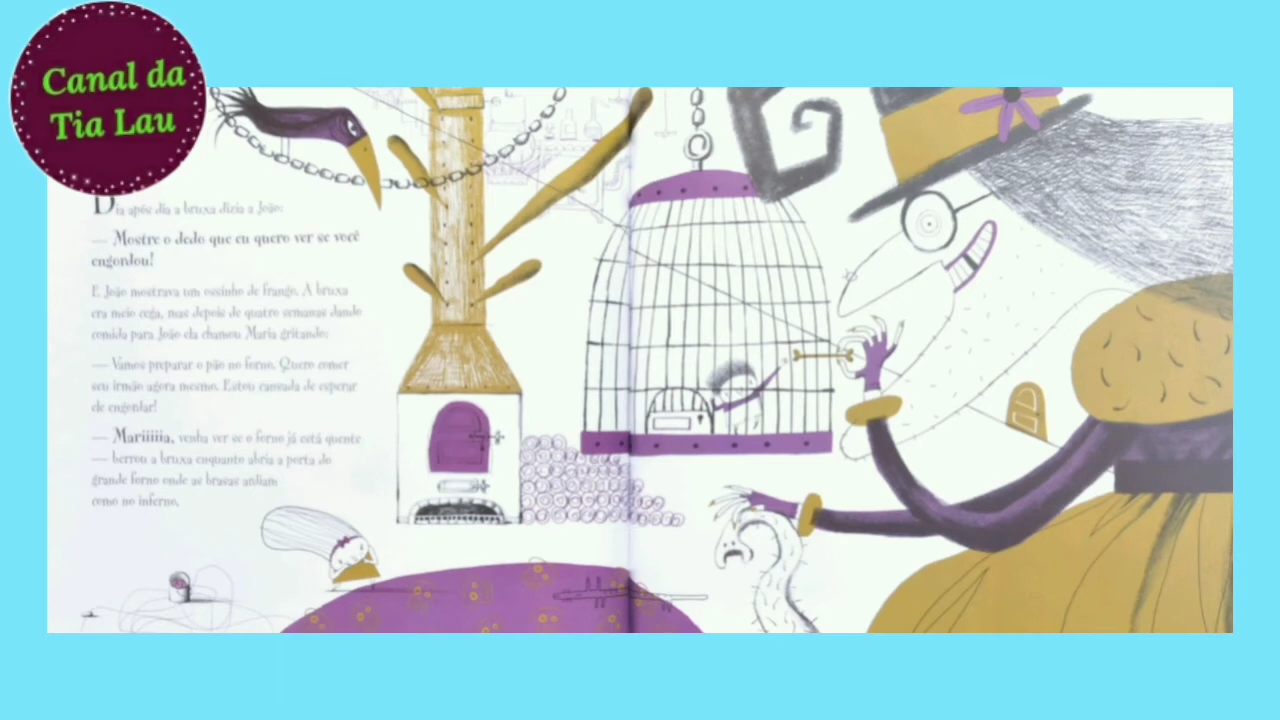 Canal da
Tia Lau
Dia após dia a bruxa dizia a João:
— Mostre o dedo que eu quero ver se você
engordou!
E João mostrava um ossinho de frango. A bruxa
era meio cega, mas depois de quatro semanas dando
comida para João ela chamou Maria gritando:
— Vamos preparar o pão no forno. Quero comer
seu irmão agora mesmo. Estou cansada de esperar
ele engordar!
— Mariiiiia, venha ver se o forno já está quente
— berrou a bruxa enquanto abria a porta do
grande forno onde as brasas ardiam
como no inferno.